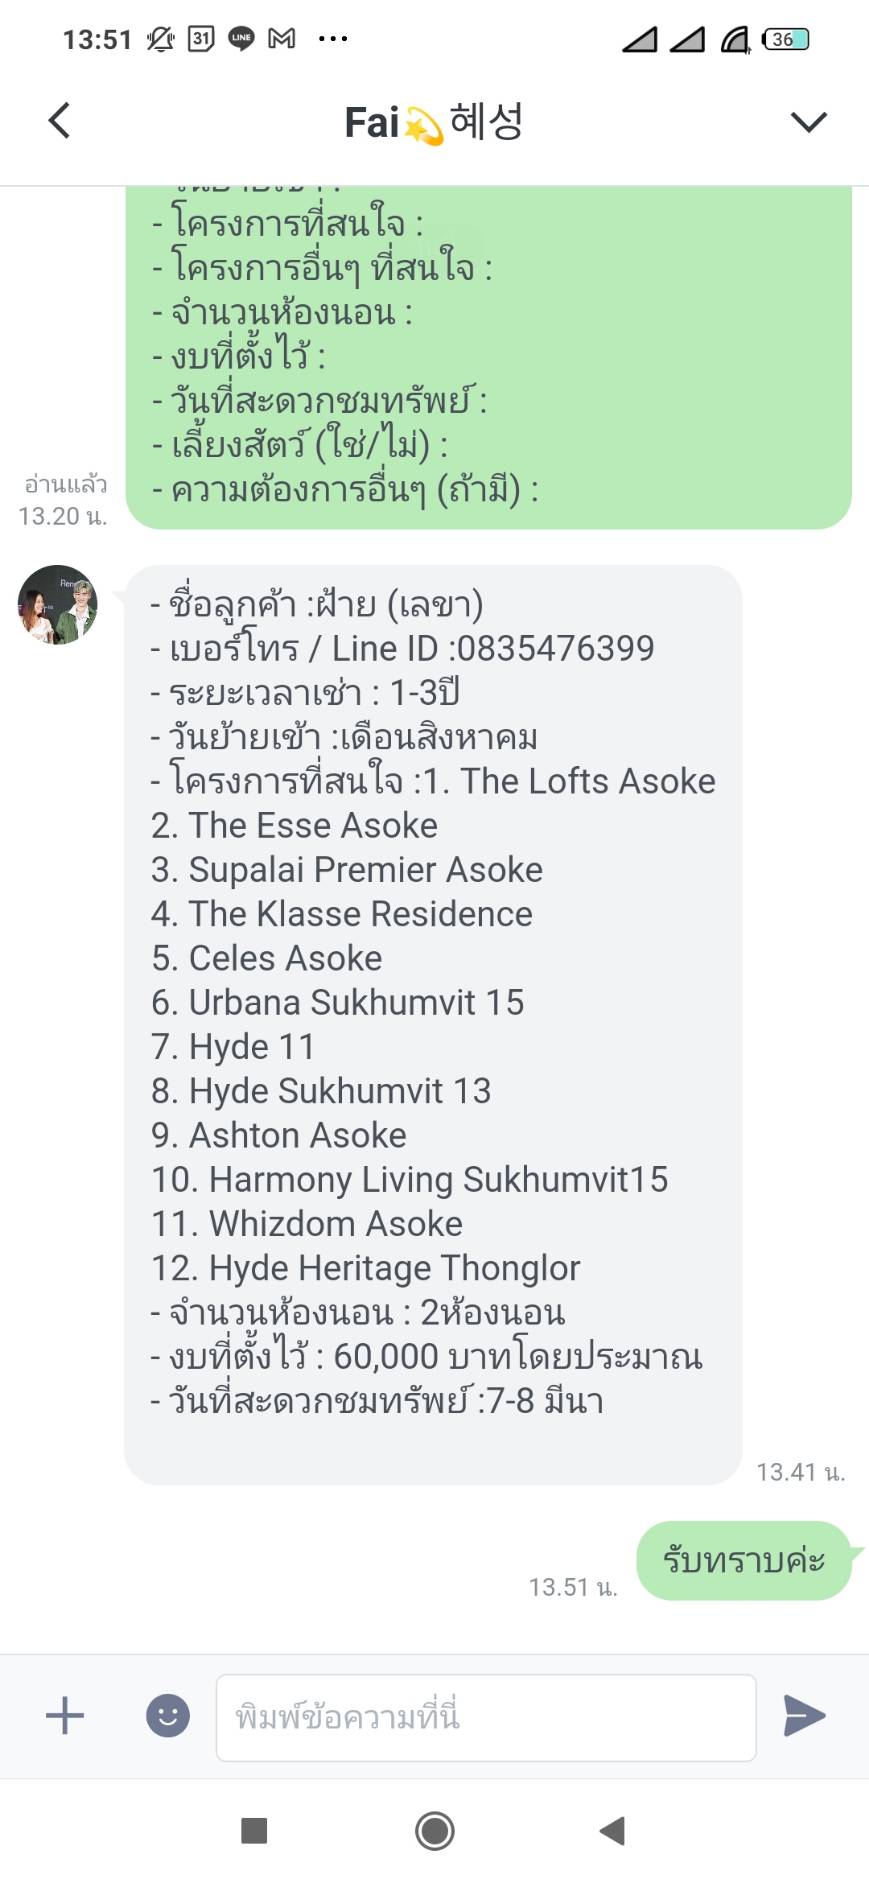 13:51 31 LINE ... 36
Fai💫혜성
- โครงการที่สนใจ :
- โครงการอื่นๆ ที่สนใจ :
- จำนวนห้องนอน :
- งบที่ตั้งไว้ :
- วันที่สะดวกชมทรัพย์ :
- เลี้ยงสัตว์ (ใช่/ไม่) :
- ความต้องการอื่นๆ (ถ้ามี) :
อ่านแล้ว
13.20 น.
- ชื่อลูกค้า :ฝ้าย (เลขา)
- เบอร์โทร / Line ID :0835476399
- ระยะเวลาเช่า : 1-3ปี
- วันย้ายเข้า :เดือนสิงหาคม
- โครงการที่สนใจ :1. The Lofts Asoke
2. The Esse Asoke
3. Supalai Premier Asoke
4. The Klasse Residence
5. Celes Asoke
6. Urbana Sukhumvit 15
7. Hyde 11
8. Hyde Sukhumvit 13
9. Ashton Asoke
10. Harmony Living Sukhumvit15
11. Whizdom Asoke
12. Hyde Heritage Thonglor
- จำนวนห้องนอน : 2ห้องนอน
- งบที่ตั้งไว้ : 60,000 บาทโดยประมาณ
- วันที่สะดวกชมทรัพย์ :7-8 มีนา
13.41 น.
รับทราบค่ะ
13.51 น.
พิมพ์ข้อความที่นี่